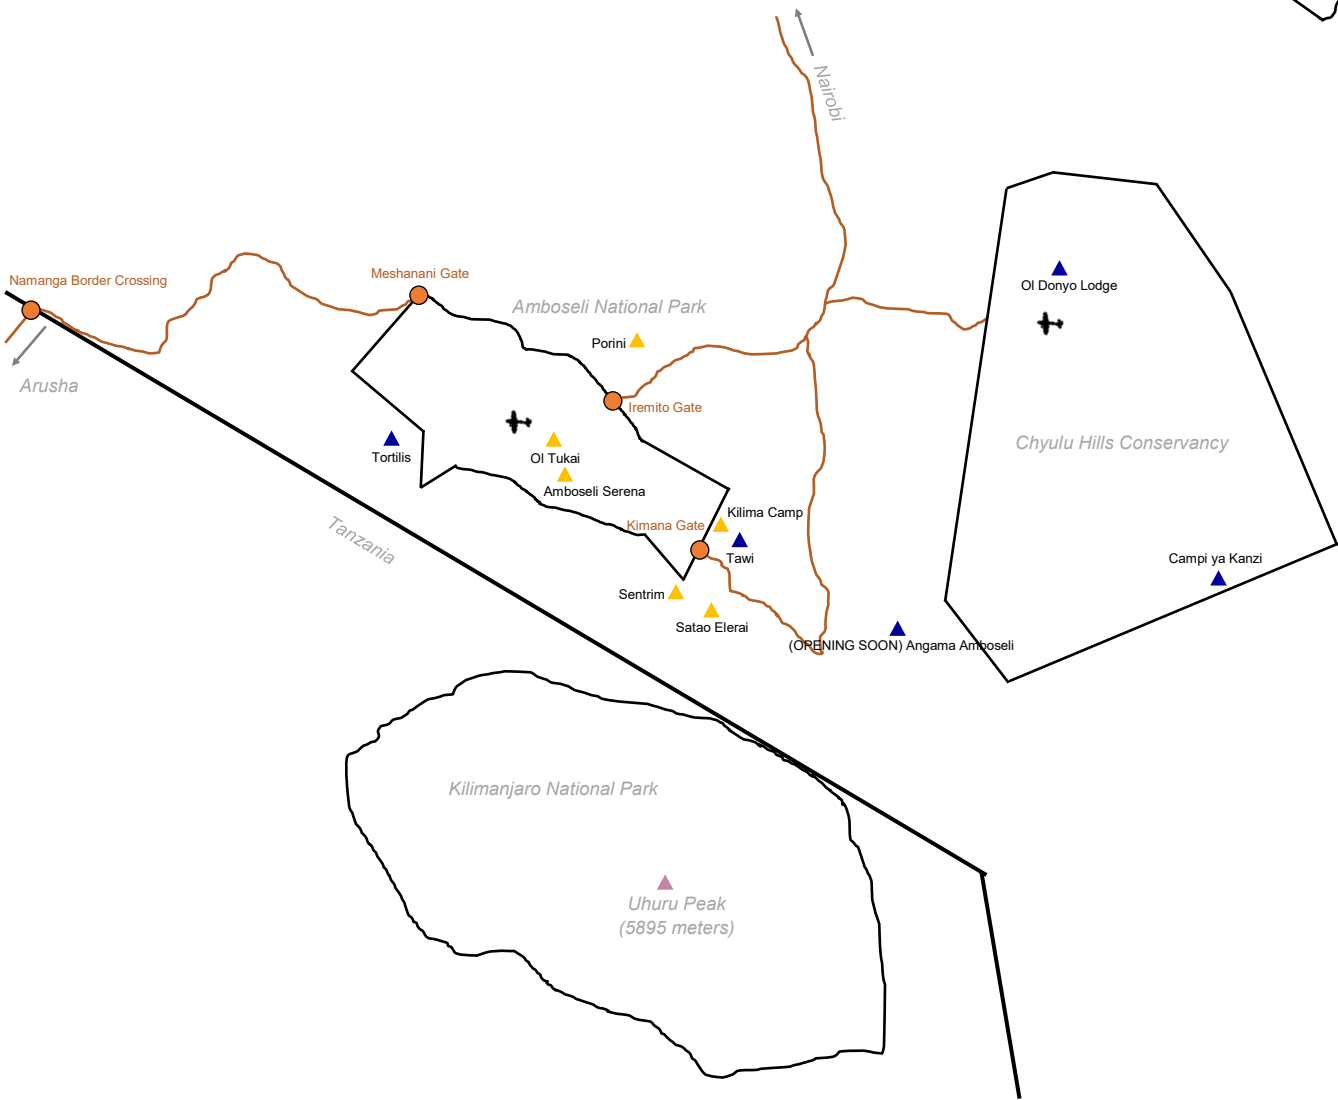 Nairobi
Namanga Border Crossing
Meshanani Gate
Ol Donyo Lodge
Amboseli National Park
Porini
Arusha
Iremito Gate
Chyulu Hills Conservancy
Tortilis
Ol Tukai
Amboseli Serena
Kilima Camp
Kimana Gate
Tanzania
Tawi
Campi ya Kanzi
Sentrim
Satao Elerai
(OPENING SOON) Angama Amboseli
Kilimanjaro National Park
Uhuru Peak
(5895 meters)